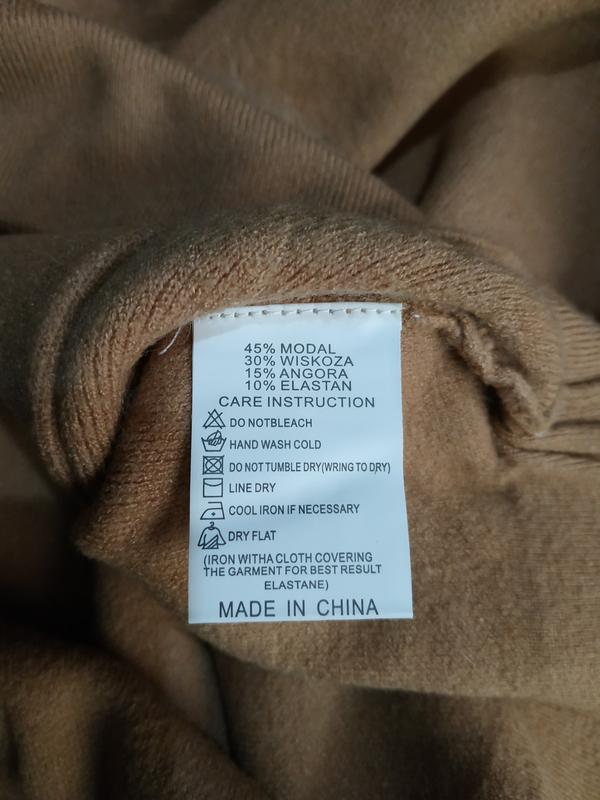 45% MODAL
30% WISKOZA
15% ANGORA
10% ELASTAN
CARE INSTRUCTION
DO NOTBLEACH
HAND WASH COLD
DO NOT TUMBLE DRY(WRING TO DRY)
LINE DRY
COOL IRON IF NECESSARY
DRY FLAT
(IRON WITHA CLOTH COVERING
THE GARMENT FOR BEST RESULT
ELASTANE)
MADE IN CHINA